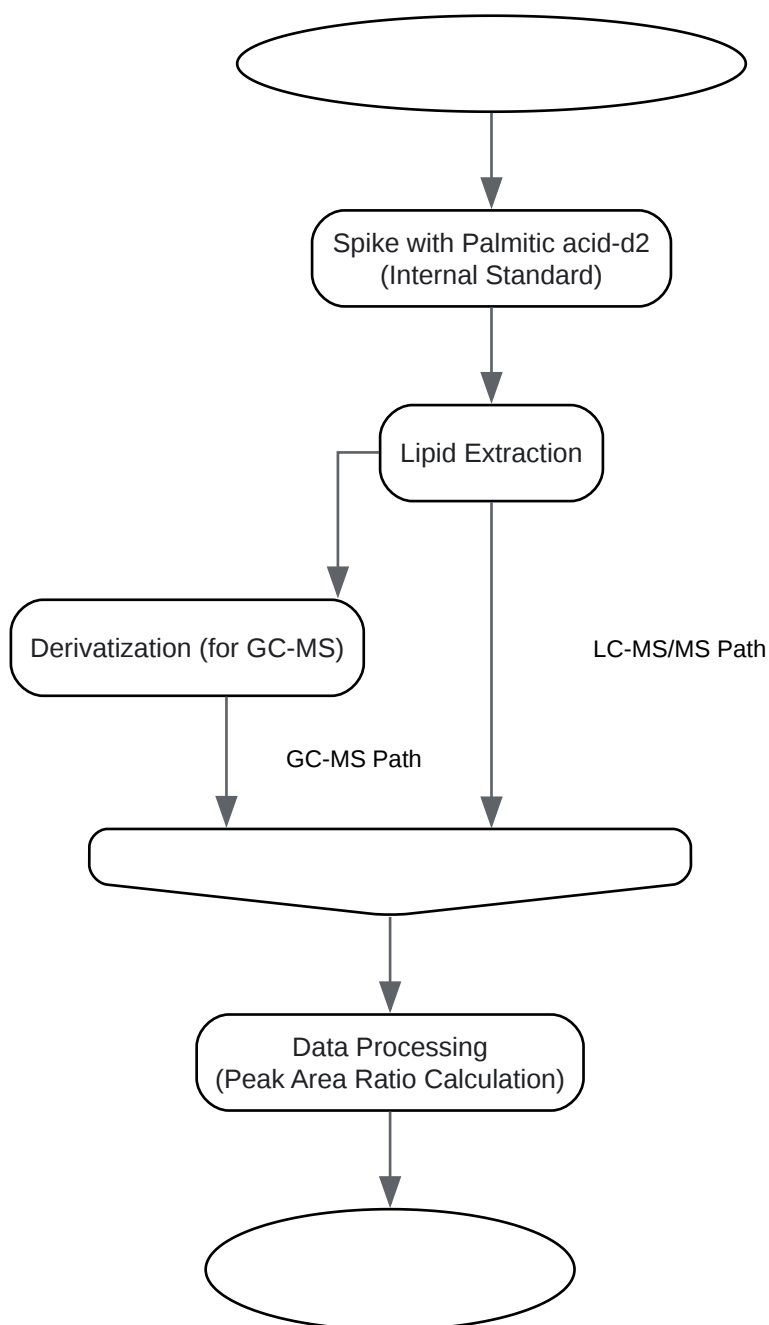 Spike with Palmitic acid-d2
(Internal Standard)
Lipid Extraction
Derivatization (for GC-MS)
LC-MS/MS Path
GC-MS Path
Data Processing
(Peak Area Ratio Calculation)